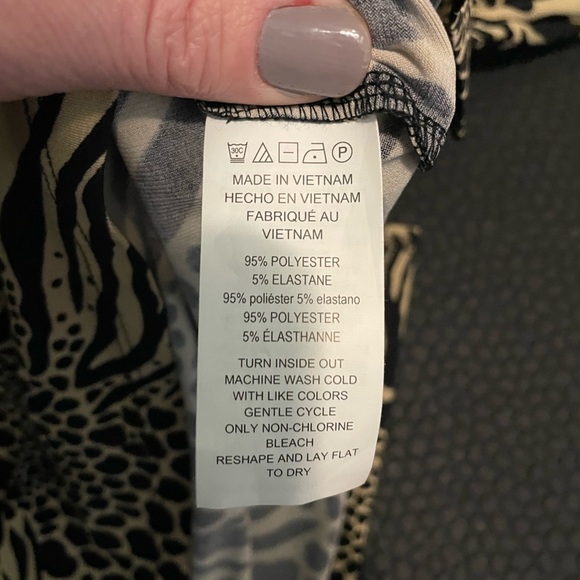 30C P
MADE IN VIETNAM
HECHO EN VIETNAM
FABRIQUÉ AU
VIETNAM
95% POLYESTER
5% ELASTANE
95% poliéster 5% elastano
95% POLYESTER
5% ÉLASTHANNE
TURN INSIDE OUT
MACHINE WASH COLD
WITH LIKE COLORS
GENTLE CYCLE
ONLY NON-CHLORINE
BLEACH
RESHAPE AND LAY FLAT
TO DRY